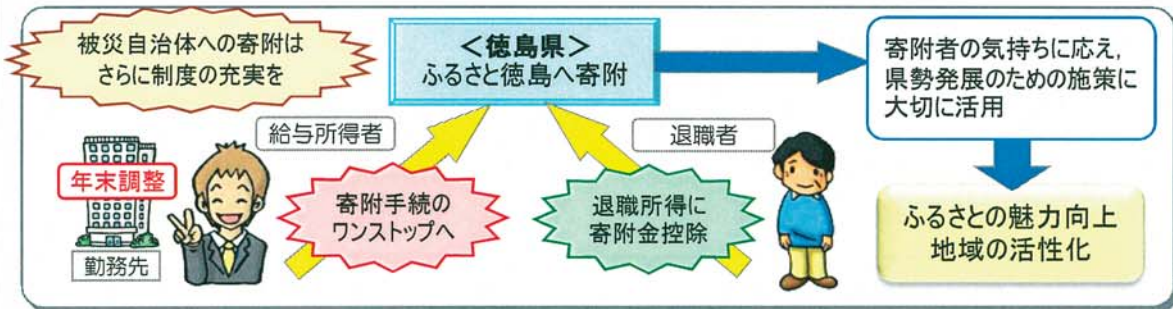 被災自治体への寄附は
さらに制度の充実を
<徳島県>
ふるさと徳島へ寄附
寄附者の気持ちに応え,
県勢発展のための施策に
大切に活用
給与所得者
退職者
年末調整
勤務先
寄附手続の
ワンストップへ
退職所得に
寄附金控除
ふるさとの魅力向上
地域の活性化